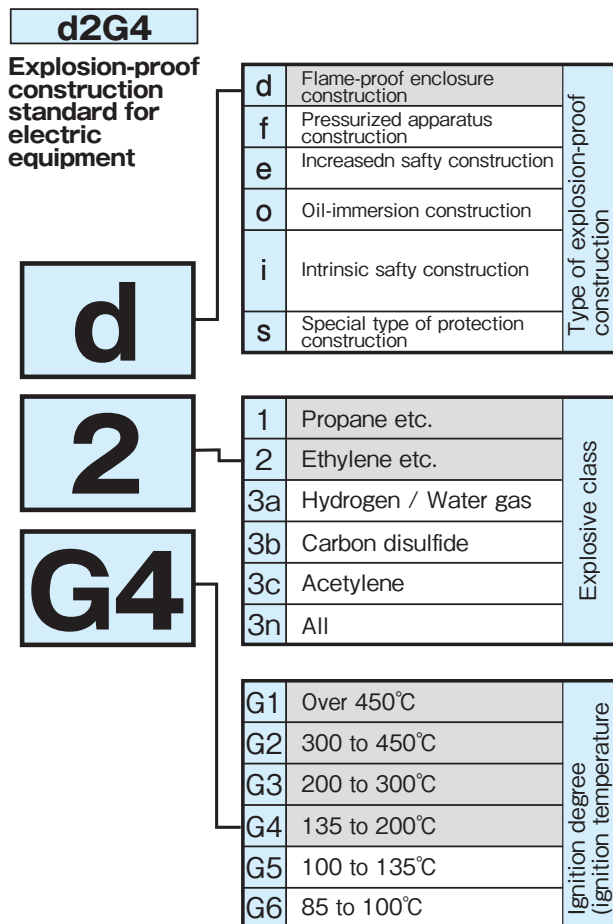 d2G4
Explosion-proof
construction
standard for
electric
equipment
d
2
G4
d Flame-proof enclosure
construction
f Pressurized apparatus
construction
e Increasedn safty construction
o Oil-immersion construction
i Intrinsic safty construction
s Special type of protection
construction
Type of explosion-proof
construction
1 Propane etc.
2 Ethylene etc.
3a Hydrogen / Water gas
3b Carbon disulfide
3c Acetylene
3n All
Explosive class
G1 Over 450℃
G2 300 to 450℃
G3 200 to 300℃
G4 135 to 200℃
G5 100 to 135℃
G6 85 to 100℃
Ignition degree
(ignition temperature